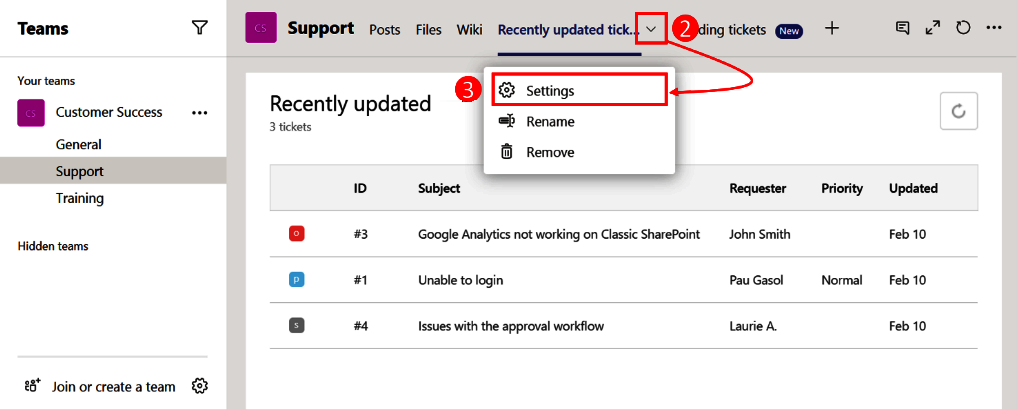 Teams
CS Support Posts Files Wiki Recently updated tick... 2 ding tickets New
Your teams
CS Customer Success
General
Support
Training
Hidden teams
Join or create a team
3 Settings
Rename
Remove
Recently updated
3 tickets
ID Subject Requester Priority Updated
o #3 Google Analytics not working on Classic SharePoint John Smith Feb 10
p #1 Unable to login Pau Gasol Normal Feb 10
s #4 Issues with the approval workflow Laurie A. Feb 10